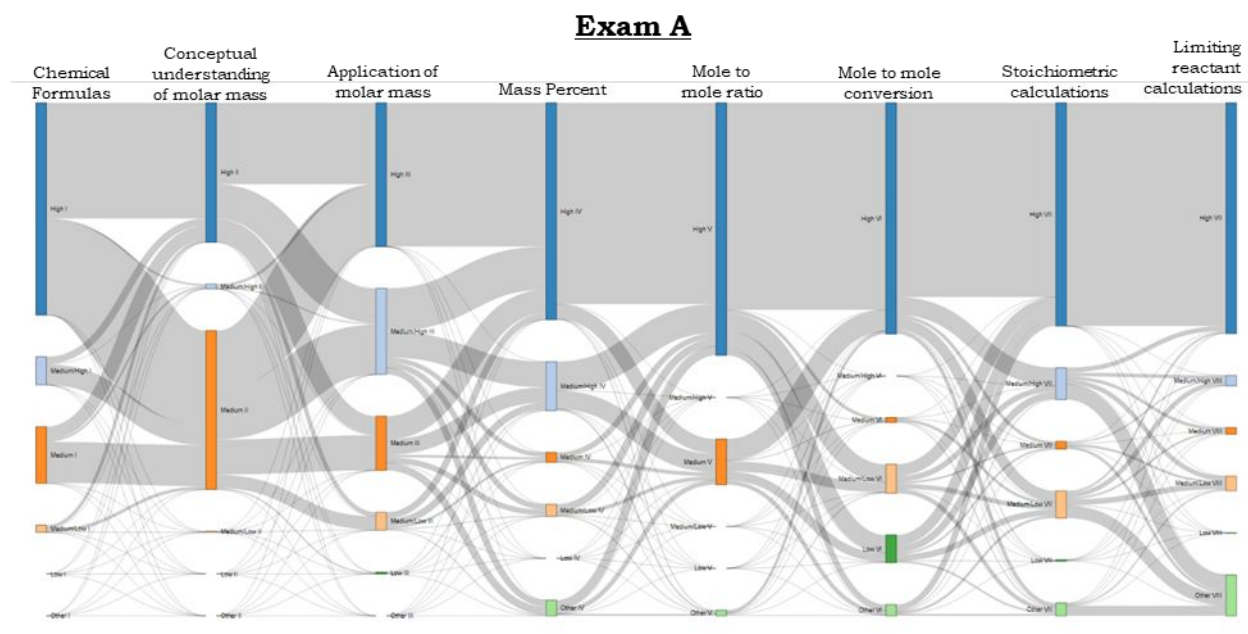 Exam A
Chemical
Formulas
Conceptual
understanding
of molar mass
Application of
molar mass
Mass Percent
Mole to
mole ratio
Mole to mole
conversion
Stoichiometric
calculations
Limiting
reactant
calculations
High I
Medium/High I
Medium I
Medium/Low I
Low I
Other I
High II
Medium/High II
Medium II
Medium/Low II
Low II
Other II
High III
Medium/High III
Medium III
Medium/Low III
Low III
Other III
High IV
Medium/High IV
Medium IV
Medium/Low IV
Low IV
Other IV
High V
Medium/High V
Medium V
Medium/Low V
Low V
Other V
High VI
Medium/High VI
Medium VI
Medium/Low VI
Low VI
Other VI
High VII
Medium/High VII
Medium VII
Medium/Low VII
Low VII
Other VII
High VII
Medium/High VIII
Medium VIII
Medium/Low VIII
Low VIII
Other VIII